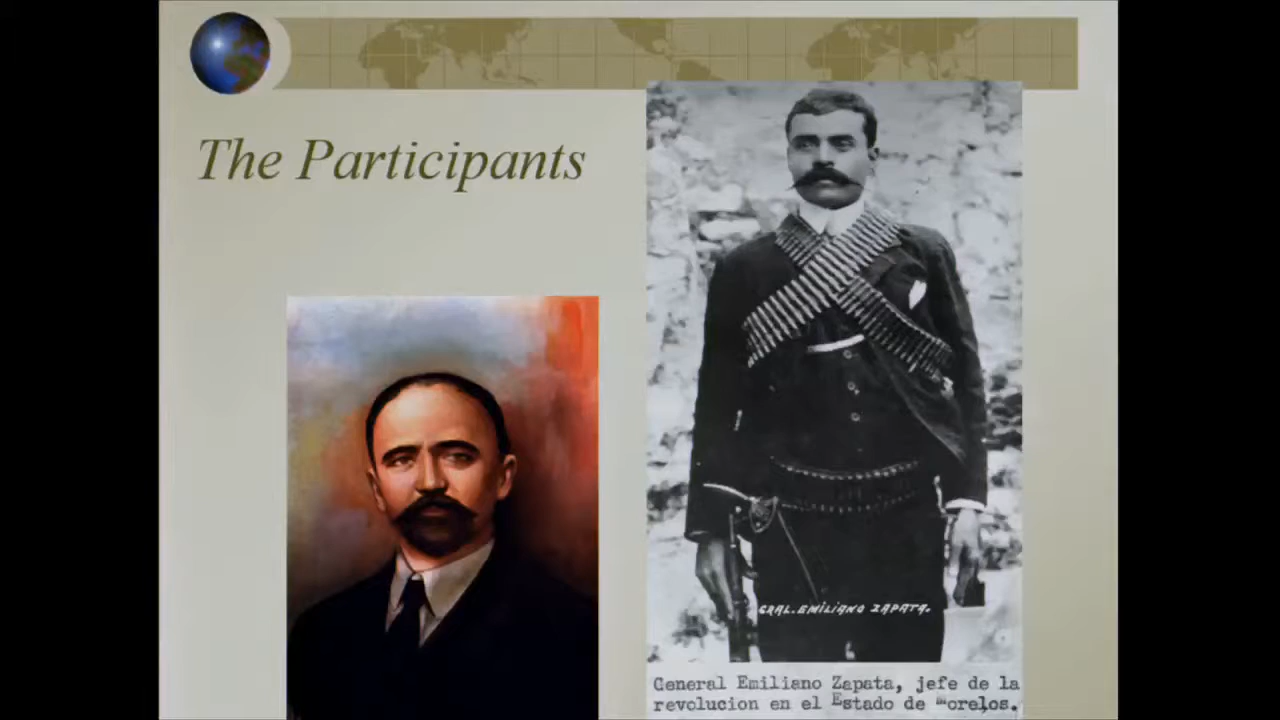 The Participants
GRAL. EMILIANO ZAPATA.
General Emiliano Zapata, jefe de la
revolucion en el Estado de Morelos.